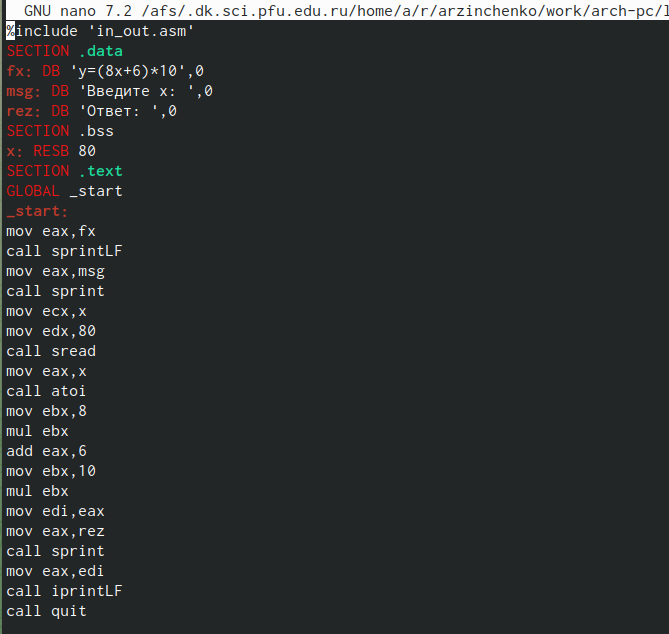 GNU nano 7.2 /afs/.dk.sci.pfu.edu.ru/home/a/r/arzinchenko/work/arch-pc/l
%include 'in_out.asm'
SECTION .data
fx: DB 'y=(8x+6)*10',0
msg: DB 'Введите x: ',0
rez: DB 'Ответ: ',0
SECTION .bss
x: RESB 80
SECTION .text
GLOBAL _start
_start:
mov eax,fx
call sprintLF
mov eax,msg
call sprint
mov ecx,x
mov edx,80
call sread
mov eax,x
call atoi
mov ebx,8
mul ebx
add eax,6
mov ebx,10
mul ebx
mov edi,eax
mov eax,rez
call sprint
mov eax,edi
call iprintLF
call quit